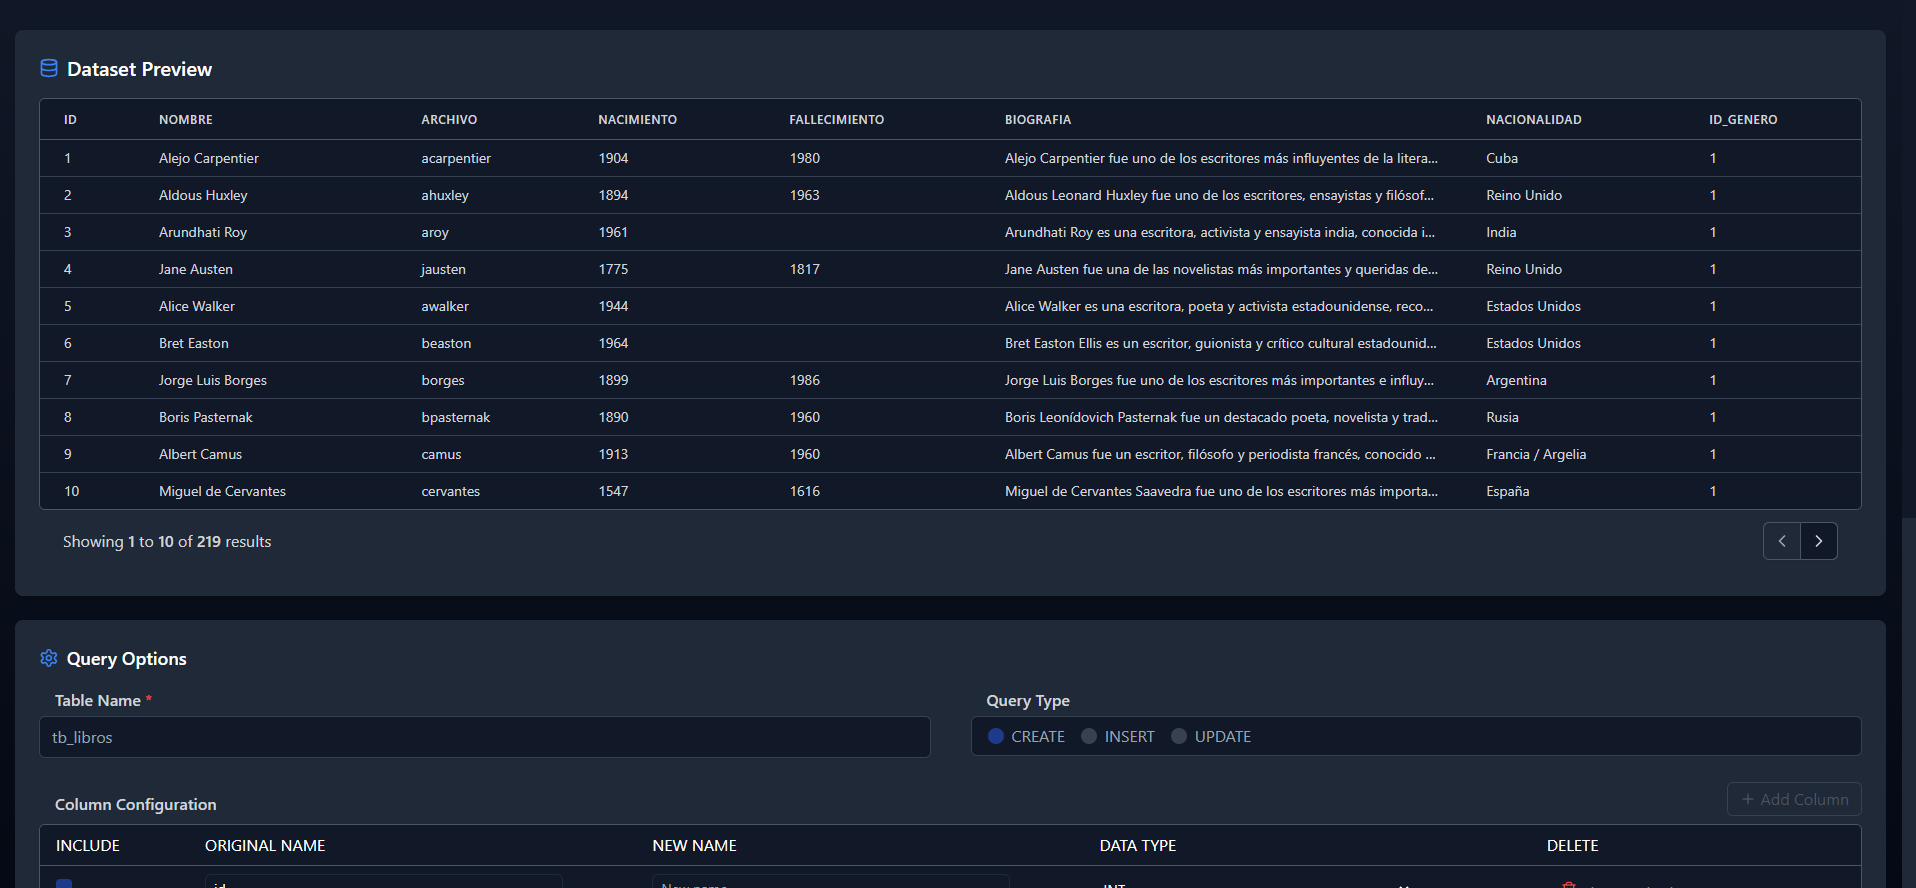 Dataset Preview
ID NOMBRE ARCHIVO NACIMIENTO FALLECIMIENTO BIOGRAFIA NACIONALIDAD ID_GENERO
1 Alejo Carpentier acarpentier 1904 1980 Alejo Carpentier fue uno de los escritores más influyentes de la litera... Cuba 1
2 Aldous Huxley ahuxley 1894 1963 Aldous Leonard Huxley fue uno de los escritores, ensayistas y filósof... Reino Unido 1
3 Arundhati Roy aroy 1961 Arundhati Roy es una escritora, activista y ensayista india, conocida i... India 1
4 Jane Austen jausten 1775 1817 Jane Austen fue una de las novelistas más importantes y queridas de... Reino Unido 1
5 Alice Walker awalker 1944 Alice Walker es una escritora, poeta y activista estadounidense, reco... Estados Unidos 1
6 Bret Easton beaston 1964 Bret Easton Ellis es un escritor, guionista y crítico cultural estadounid... Estados Unidos 1
7 Jorge Luis Borges borges 1899 1986 Jorge Luis Borges fue uno de los escritores más importantes e influy... Argentina 1
8 Boris Pasternak bpasternak 1890 1960 Boris Leonídovich Pasternak fue un destacado poeta, novelista y trad... Rusia 1
9 Albert Camus camus 1913 1960 Albert Camus fue un escritor, filósofo y periodista francés, conocido ... Francia / Argelia 1
10 Miguel de Cervantes cervantes 1547 1616 Miguel de Cervantes Saavedra fue uno de los escritores más importa... España 1
Showing 1 to 10 of 219 results
Query Options
Table Name * Query Type
tb_libros CREATE INSERT UPDATE
Column Configuration + Add Column
INCLUDE ORIGINAL NAME NEW NAME DATA TYPE DELETE
id New name INT